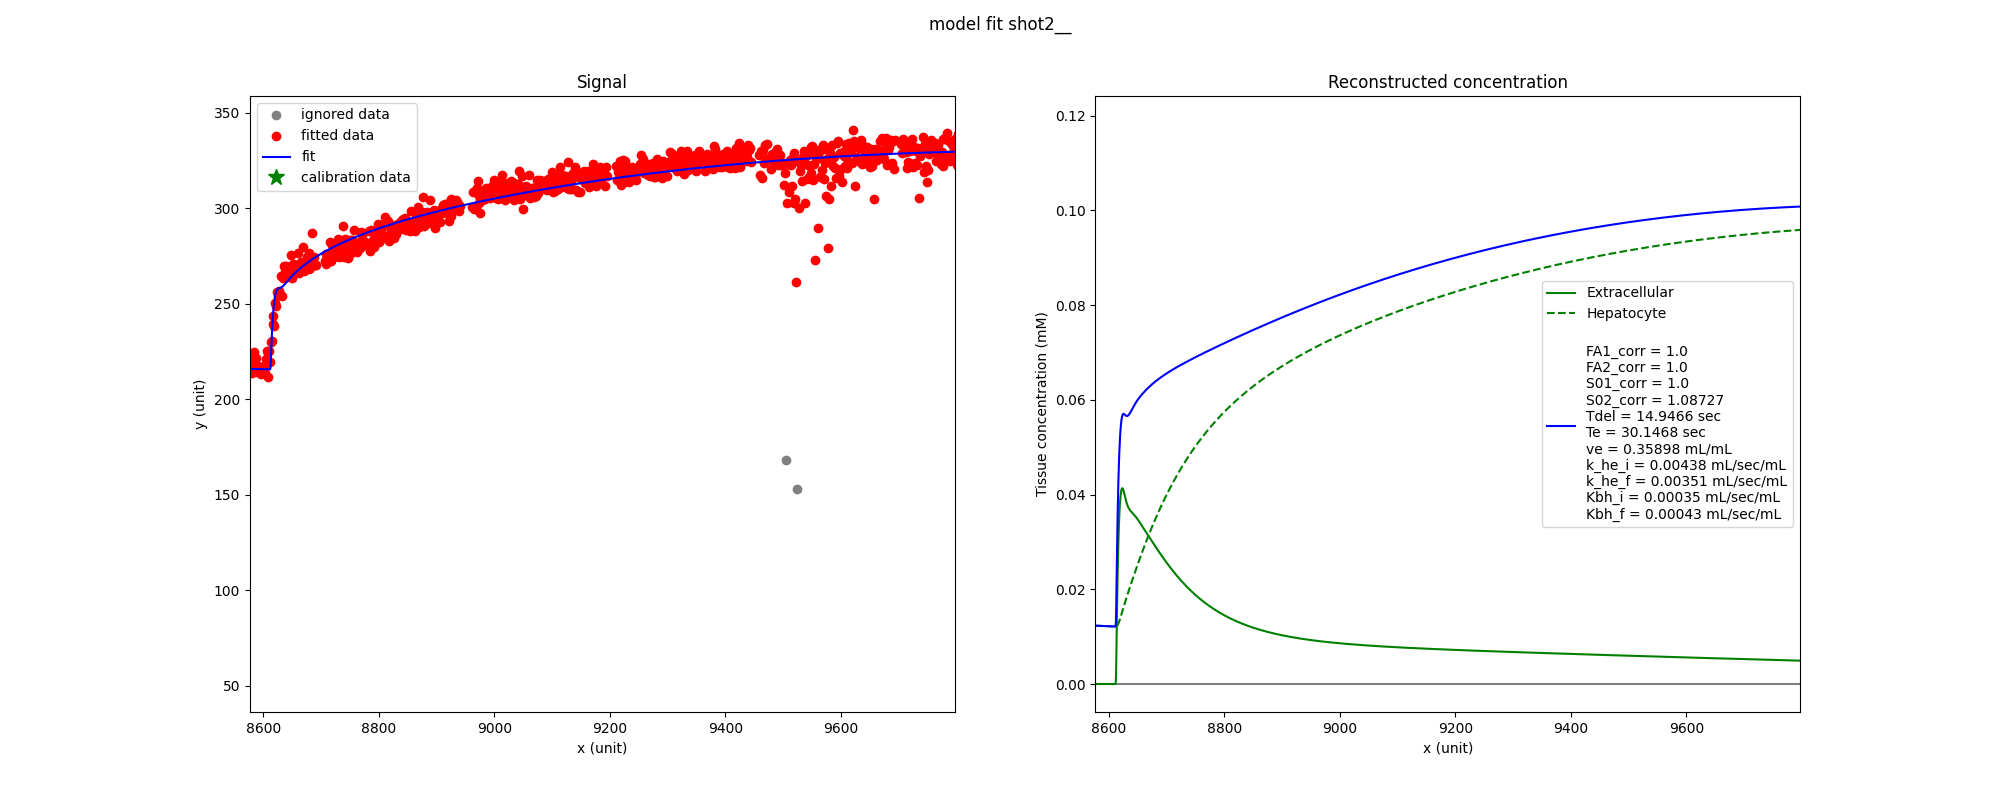 model fit shot2__
Signal
350
300
250
200
150
100
50
y (unit)
ignored data
fitted data
fit
calibration data
8600 8800 9000 9200 9400 9600
x (unit)
Reconstructed concentration
0.12
0.10
0.08
0.06
0.04
0.02
0.00
Tissue concentration (mM)
Extracellular
Hepatocyte
FA1_corr = 1.0
FA2_corr = 1.0
S01_corr = 1.0
S02_corr = 1.08727
Tdel = 14.9466 sec
Te = 30.1468 sec
ve = 0.35898 mL/mL
k_he_i = 0.00438 mL/sec/mL
k_he_f = 0.00351 mL/sec/mL
Kbh_i = 0.00035 mL/sec/mL
Kbh_f = 0.00043 mL/sec/mL
8600 8800 9000 9200 9400 9600
x (unit)